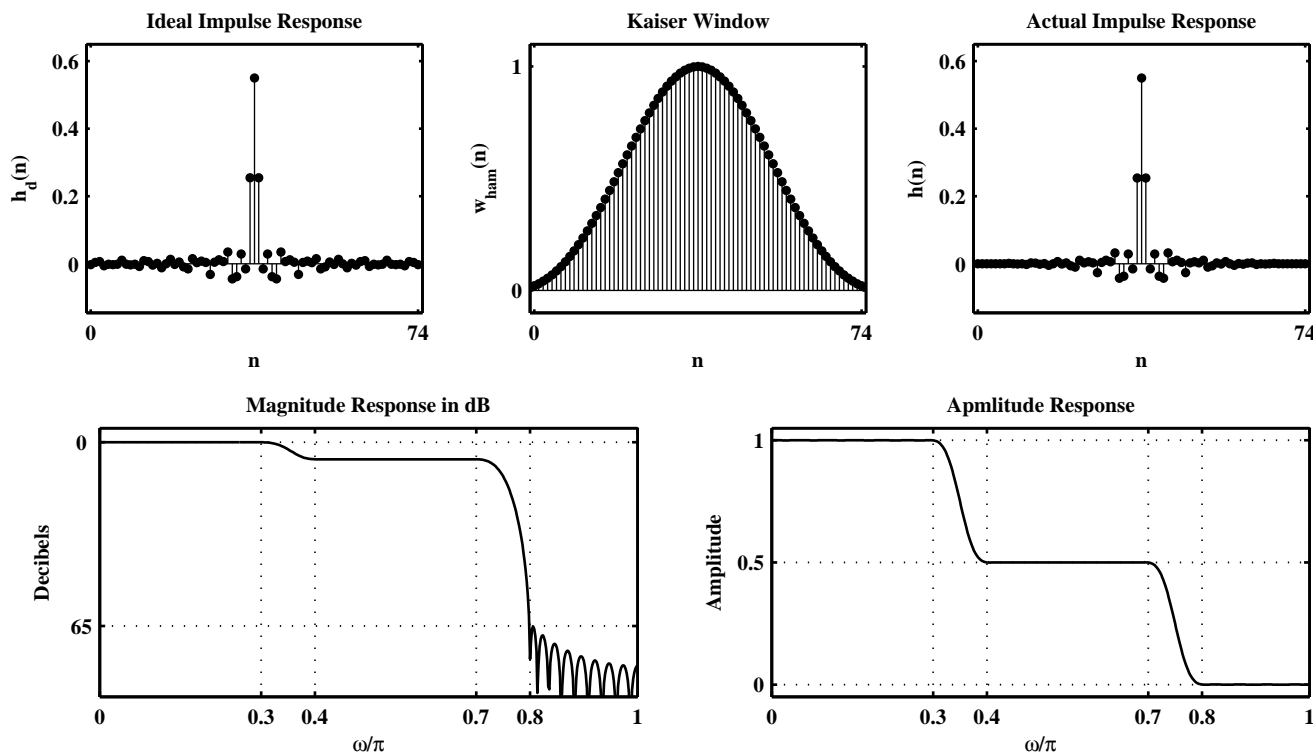 Ideal Impulse Response
0.6
0.4
0.2
0
h_d(n)
0
74
n
Kaiser Window
1
0
w_ham(n)
0
74
n
Actual Impulse Response
0.6
0.4
0.2
0
h(n)
0
74
n
Magnitude Response in dB
0
65
Decibels
0
0.3
0.4
0.7
0.8
1
ω/π
Apmlitude Response
1
0.5
0
Amplitude
0
0.3
0.4
0.7
0.8
1
ω/π